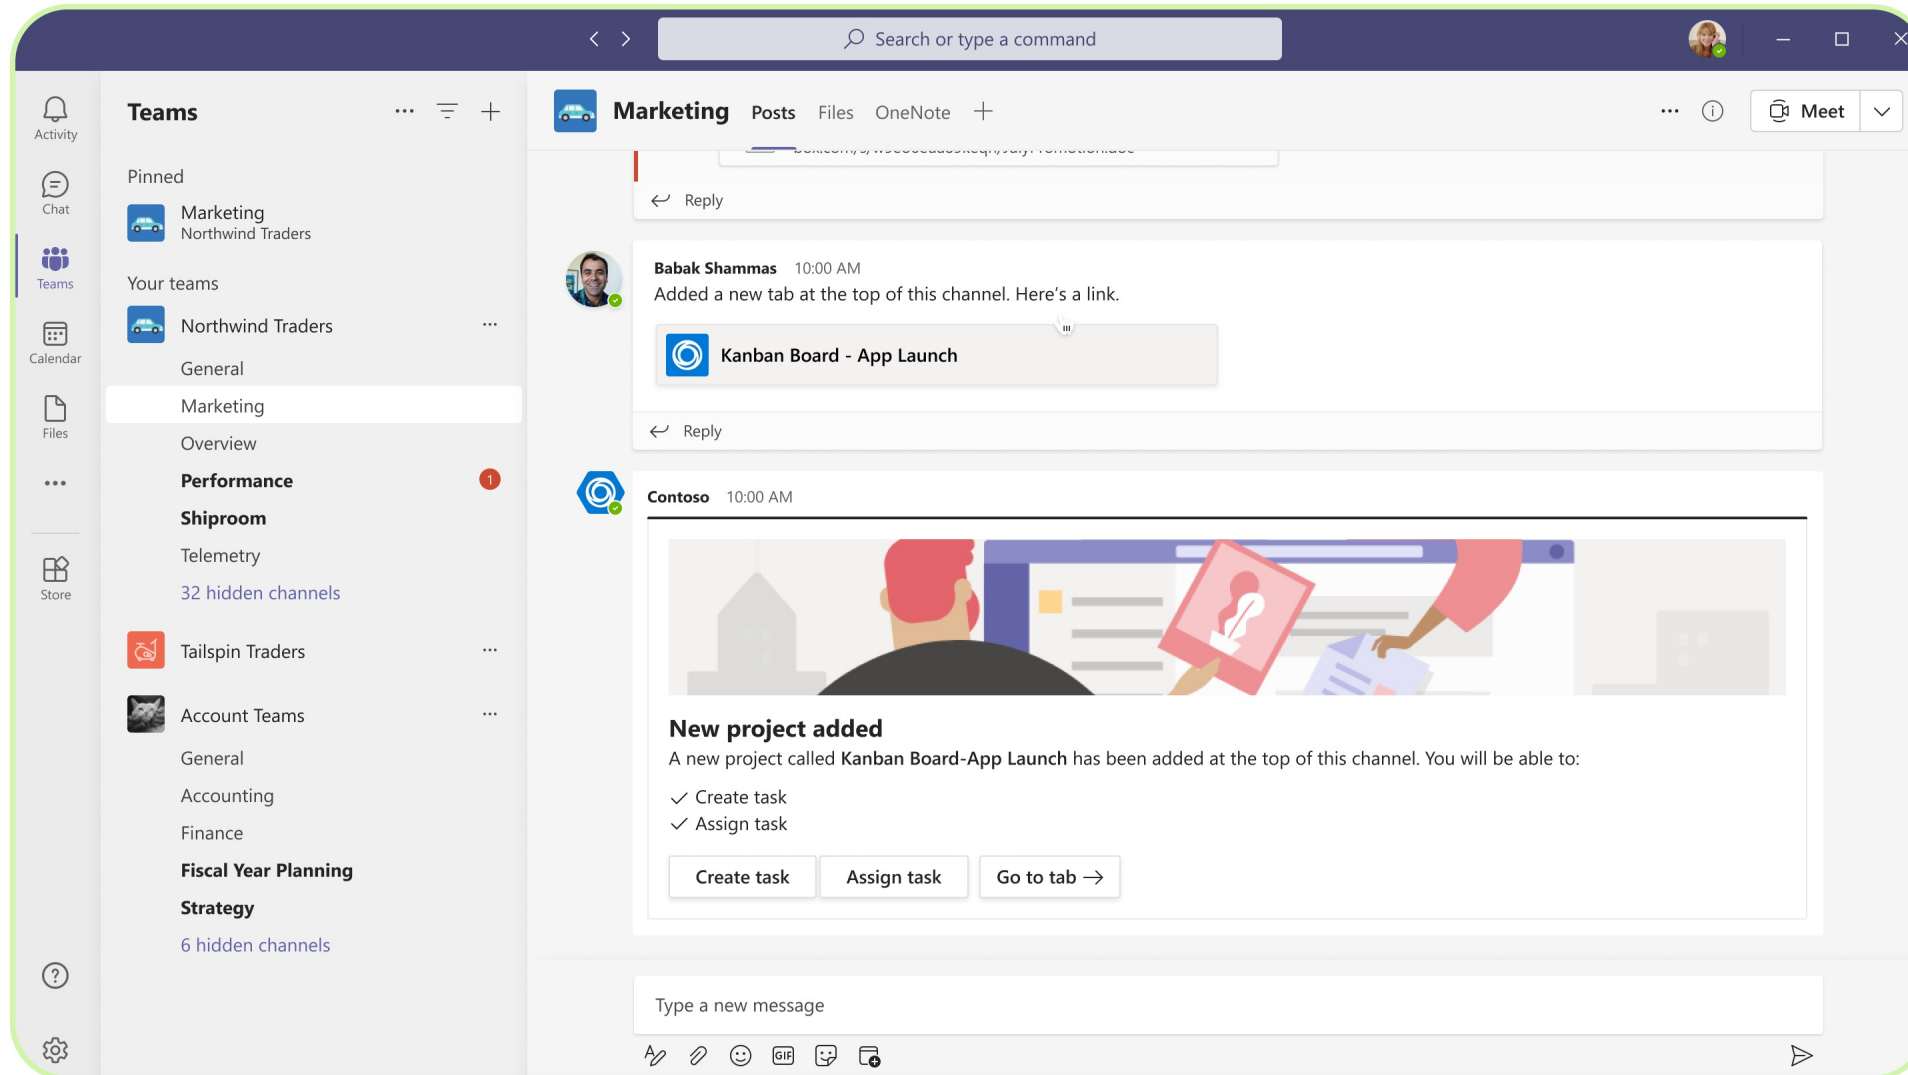 Search or type a command
Activity
Chat
Teams
Calendar
Files
Store
Teams
Pinned
Marketing
Northwind Traders
Your teams
Northwind Traders
General
Marketing
Overview
Performance 1
Shiproom
Telemetry
32 hidden channels
Tailspin Traders
Account Teams
General
Accounting
Finance
Fiscal Year Planning
Strategy
6 hidden channels
Marketing Posts Files OneNote
Meet
Reply
Babak Shammas 10:00 AM
Added a new tab at the top of this channel. Here's a link.
Kanban Board - App Launch
Reply
Contoso 10:00 AM
New project added
A new project called Kanban Board-App Launch has been added at the top of this channel. You will be able to:
Create task
Assign task
Create task Assign task Go to tab
Type a new message
GIF